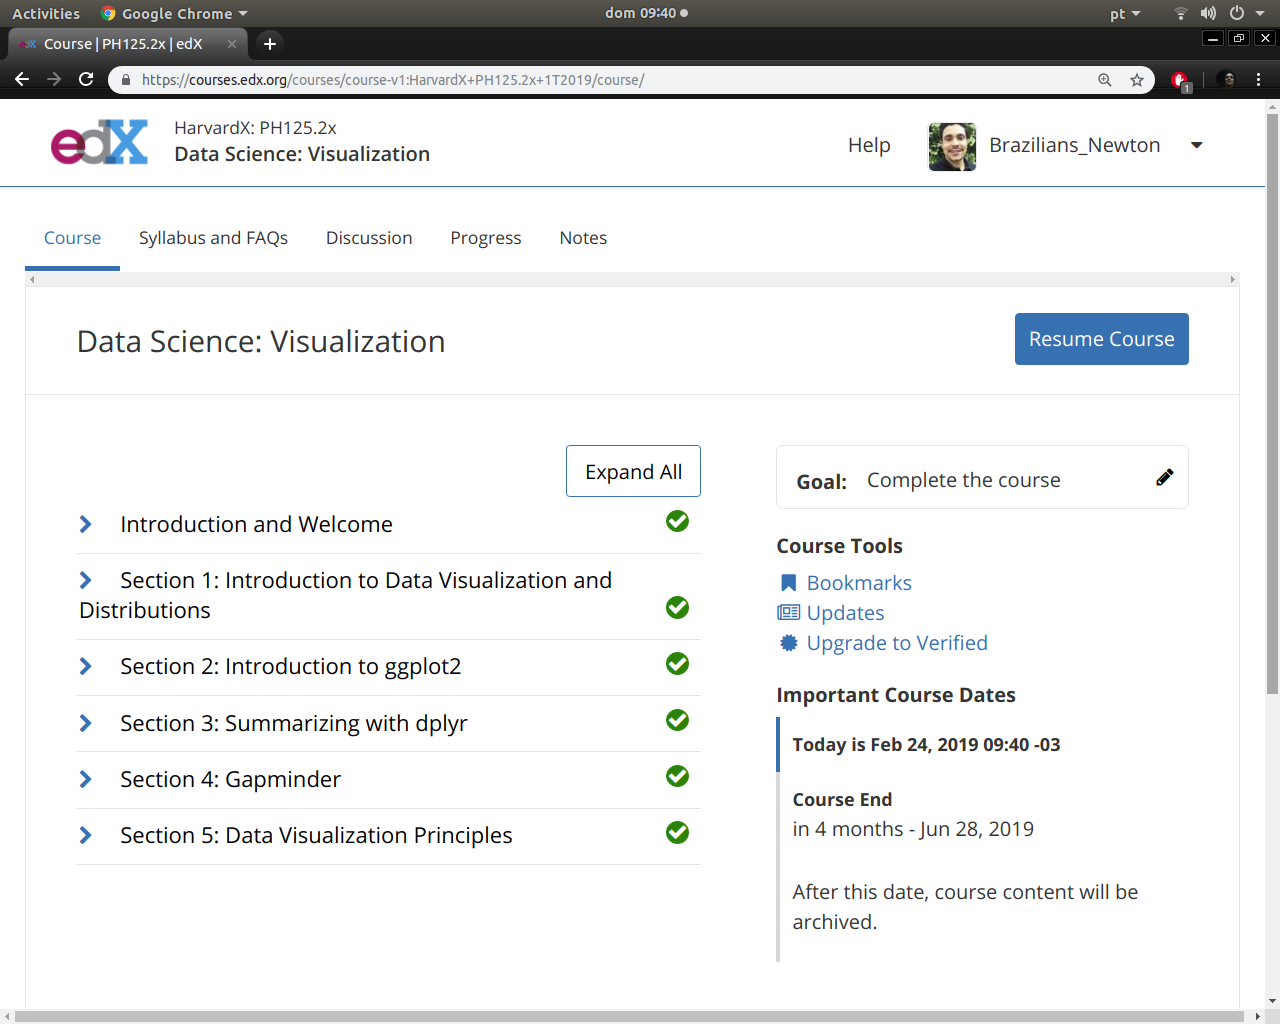 Activities Google Chrome dom 09:40 pt
Course | PH125.2x | edX
https://courses.edx.org/courses/course-v1:HarvardX+PH125.2x+1T2019/course/
1
edX
HarvardX: PH125.2x
Data Science: Visualization
Help Brazilians_Newton
Course Syllabus and FAQs Discussion Progress Notes
Data Science: Visualization
Resume Course
Expand All
Introduction and Welcome
Section 1: Introduction to Data Visualization and
Distributions
Section 2: Introduction to ggplot2
Section 3: Summarizing with dplyr
Section 4: Gapminder
Section 5: Data Visualization Principles
Goal: Complete the course
Course Tools
Bookmarks
Updates
Upgrade to Verified
Important Course Dates
Today is Feb 24, 2019 09:40 -03
Course End
in 4 months - Jun 28, 2019
After this date, course content will be
archived.